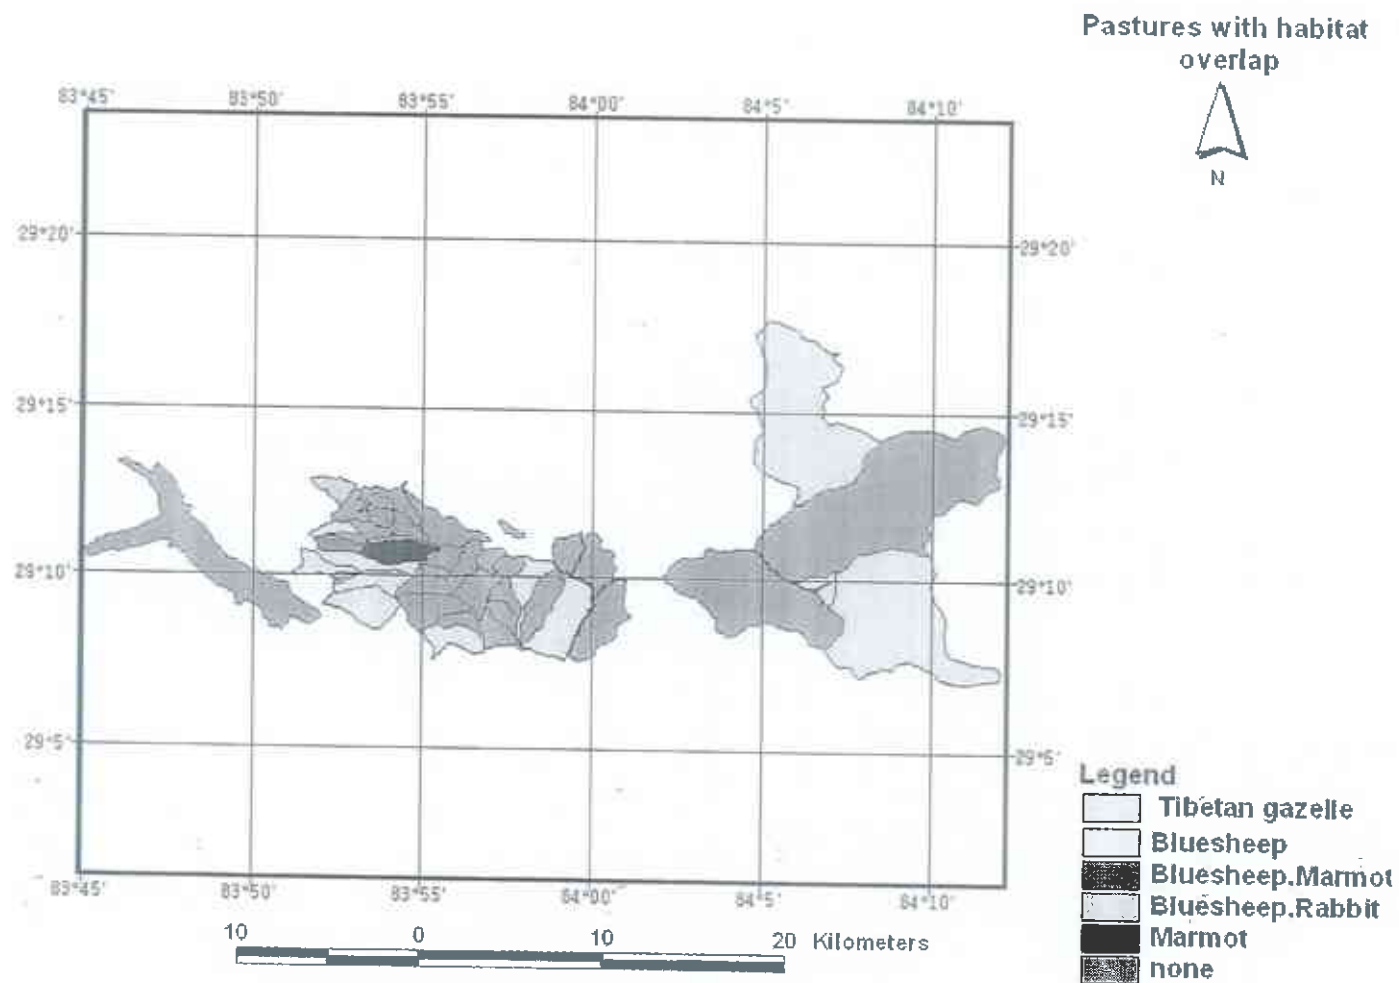 Pastures with habitat
overlap
N
83°45' 83°50' 83°55' 84°00' 84°5' 84°10'
29°20' 29°20'
29°15' 29°15'
29°10' 29°10'
29°5' 29°5'
83°45' 83°50' 83°55' 84°00' 84°5' 84°10'
10 0 10 20 Kilometers
Legend
Tibetan gazelle
Bluesheep
Bluesheep.Marmot
Bluesheep.Rabbit
Marmot
none